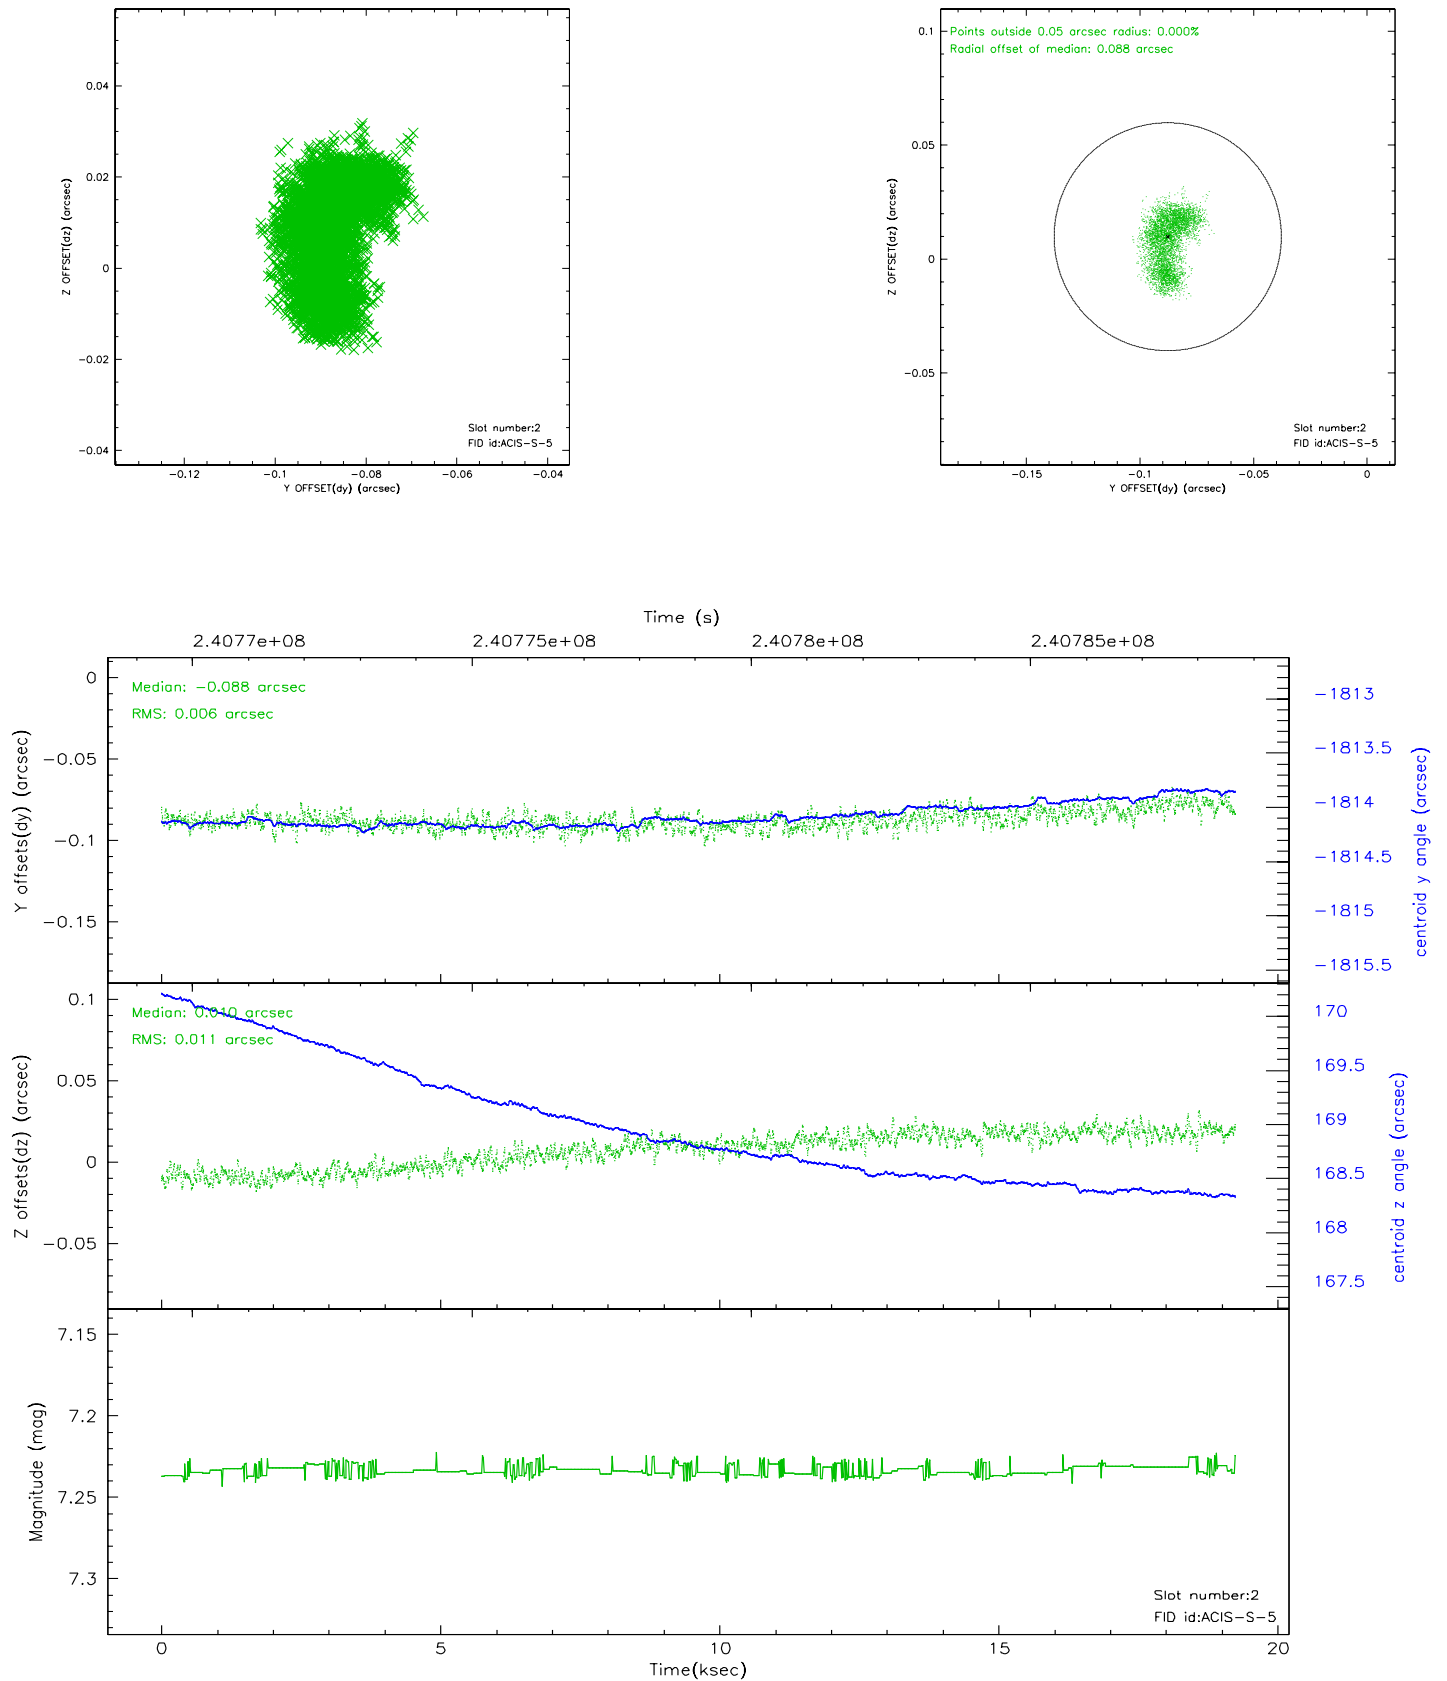 0.04
0.02
0
−0.02
−0.04
Z OFFSET(dz) (arcsec)
Slot number:2
FID id:ACIS−S−5
−0.12
−0.1
−0.08
−0.06
−0.04
Y OFFSET(dy) (arcsec)
Points outside 0.05 arcsec radius: 0.000%
Radial offset of median: 0.088 arcsec
0.1
0.05
0
−0.05
Z OFFSET(dz) (arcsec)
Slot number:2
FID id:ACIS−S−5
−0.15
−0.1
−0.05
0
Y OFFSET(dy) (arcsec)
Time (s)
2.4077e+08
2.40775e+08
2.4078e+08
2.40785e+08
Median: −0.088 arcsec
RMS: 0.006 arcsec
0
−0.05
−0.1
−0.15
Y offsets(dy) (arcsec)
−1813
−1813.5
−1814
−1814.5
−1815
−1815.5
centroid y angle (arcsec)
Median: 0.010 arcsec
RMS: 0.011 arcsec
0.1
0.05
0
−0.05
Z offsets(dz) (arcsec)
170
169.5
169
168.5
168
167.5
centroid z angle (arcsec)
7.15
7.2
7.25
7.3
Magnitude (mag)
Slot number:2
FID id:ACIS−S−5
0
5
10
15
20
Time(ksec)